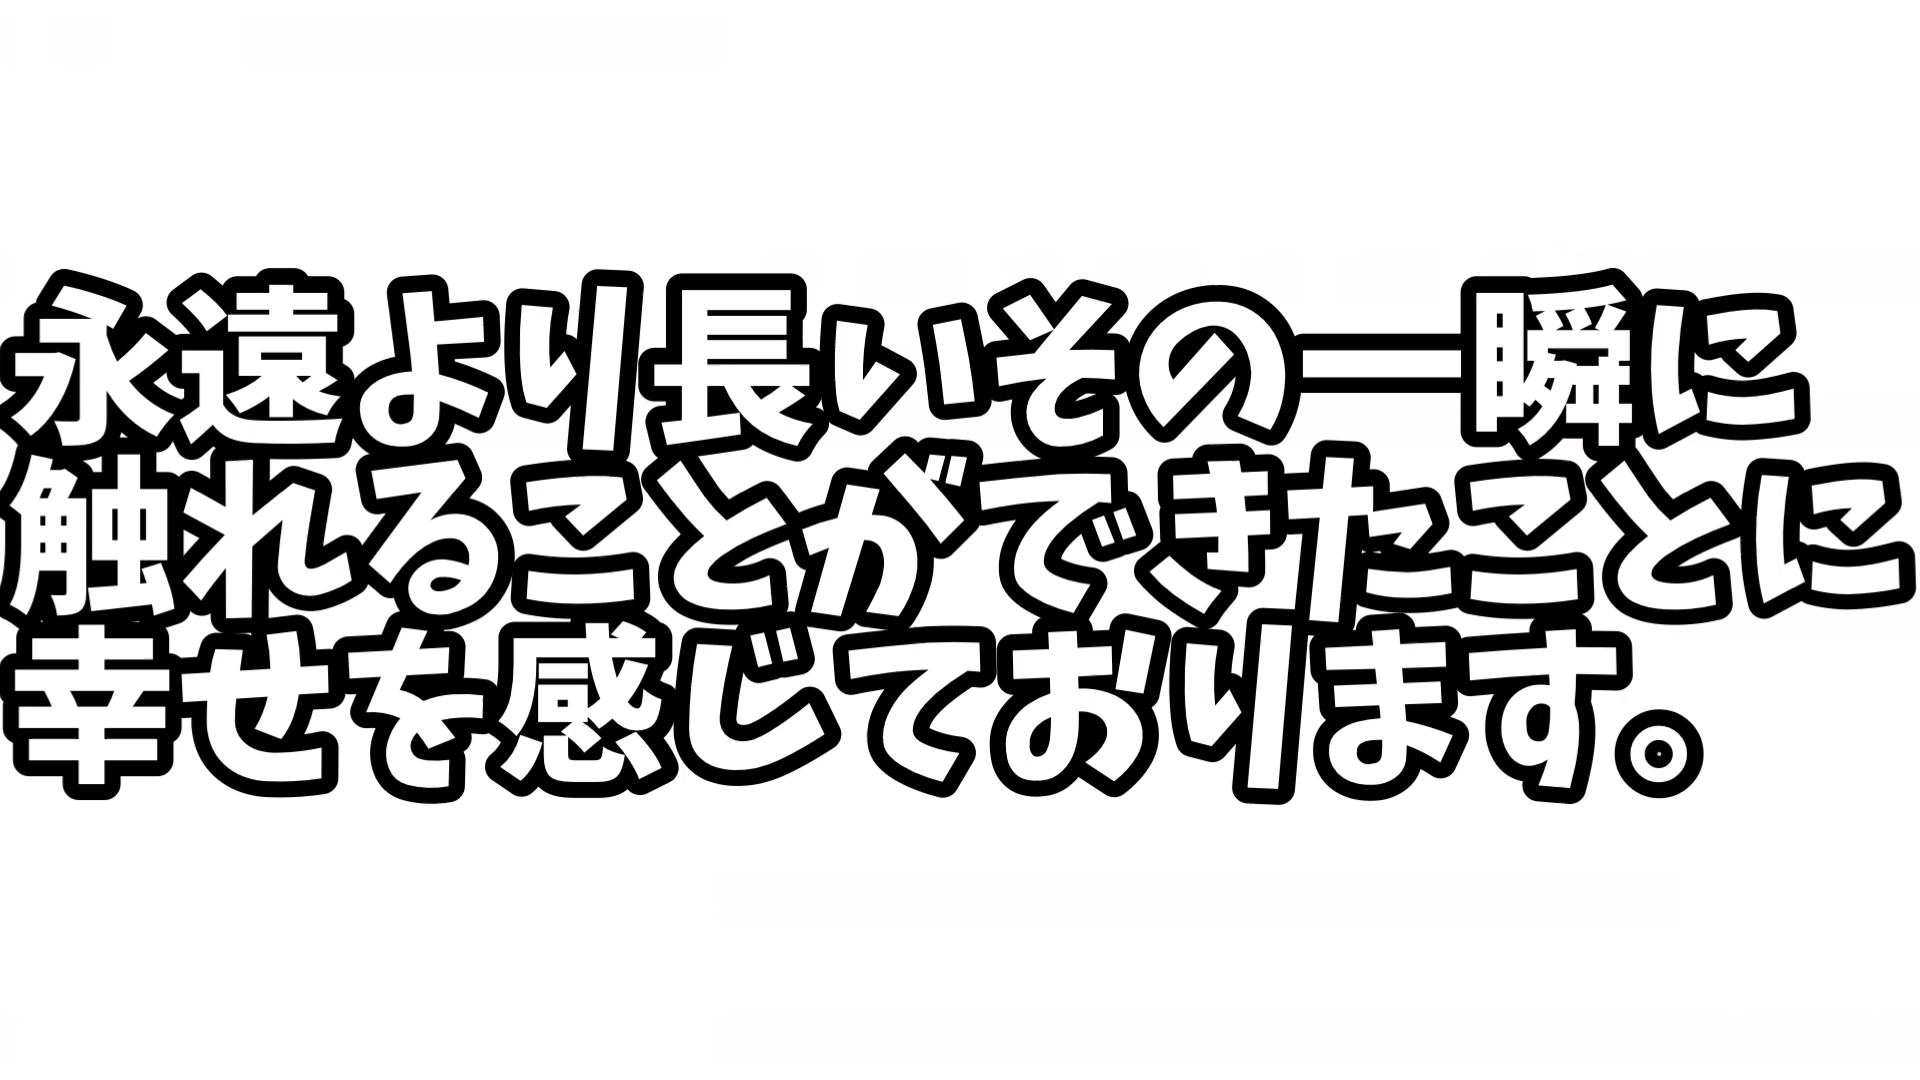 永遠より長いその一瞬に
触れることができたことに
幸せを感じております。